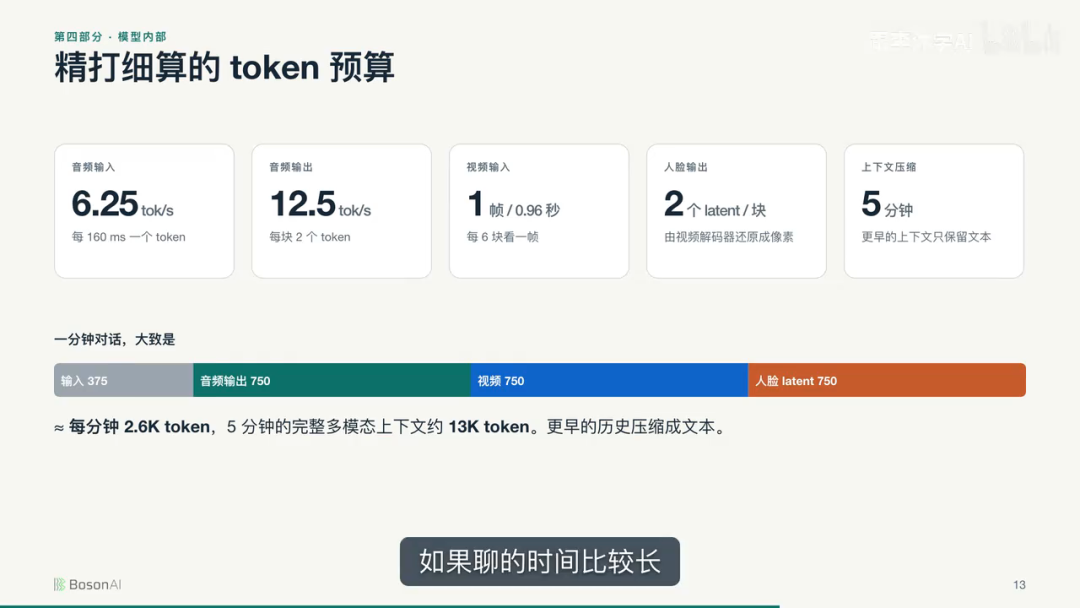 第四部分 · 模型内部
精打细算的 token 预算
音频输入
6.25 tok/s
每 160 ms 一个 token
音频输出
12.5 tok/s
每块 2 个 token
视频输入
1 帧 / 0.96 秒
每 6 块看一帧
人脸输出
2 个 latent / 块
由视频解码器还原成像素
上下文压缩
5 分钟
更早的上下文只保留文本
一分钟对话，大致是
输入 375
音频输出 750
视频 750
人脸 latent 750
≈ 每分钟 2.6K token，5 分钟的完整多模态上下文约 13K token。更早的历史压缩成文本。
如果聊的时间比较长
BosonAI
13